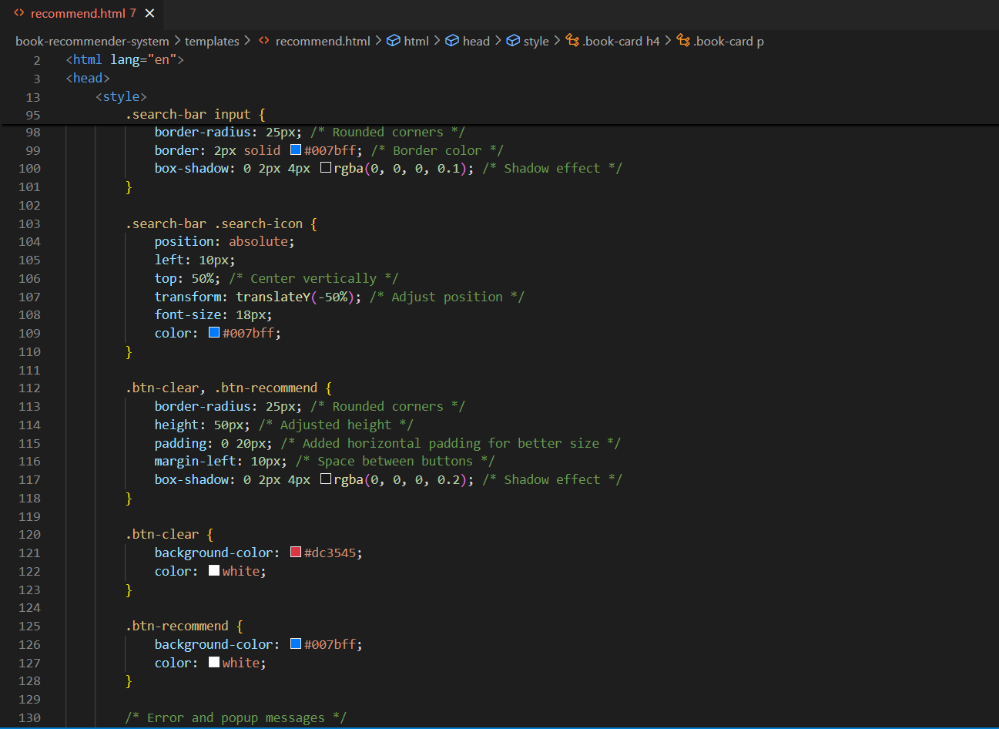 <> recommend.html 7 ×
book-recommender-system > templates > <> recommend.html > html > head > style > .book-card h4 > .book-card p
2 <html lang="en">
3 <head>
13 <style>
95 .search-bar input {
98 border-radius: 25px; /* Rounded corners */
99 border: 2px solid #007bff; /* Border color */
100 box-shadow: 0 2px 4px rgba(0, 0, 0, 0.1); /* Shadow effect */
101 }
102
103 .search-bar .search-icon {
104 position: absolute;
105 left: 10px;
106 top: 50%; /* Center vertically */
107 transform: translateY(-50%); /* Adjust position */
108 font-size: 18px;
109 color: #007bff;
110 }
111
112 .btn-clear, .btn-recommend {
113 border-radius: 25px; /* Rounded corners */
114 height: 50px; /* Adjusted height */
115 padding: 0 20px; /* Added horizontal padding for better size */
116 margin-left: 10px; /* Space between buttons */
117 box-shadow: 0 2px 4px rgba(0, 0, 0, 0.2); /* Shadow effect */
118 }
119
120 .btn-clear {
121 background-color: #dc3545;
122 color: white;
123 }
124
125 .btn-recommend {
126 background-color: #007bff;
127 color: white;
128 }
129
130 /* Error and popup messages */